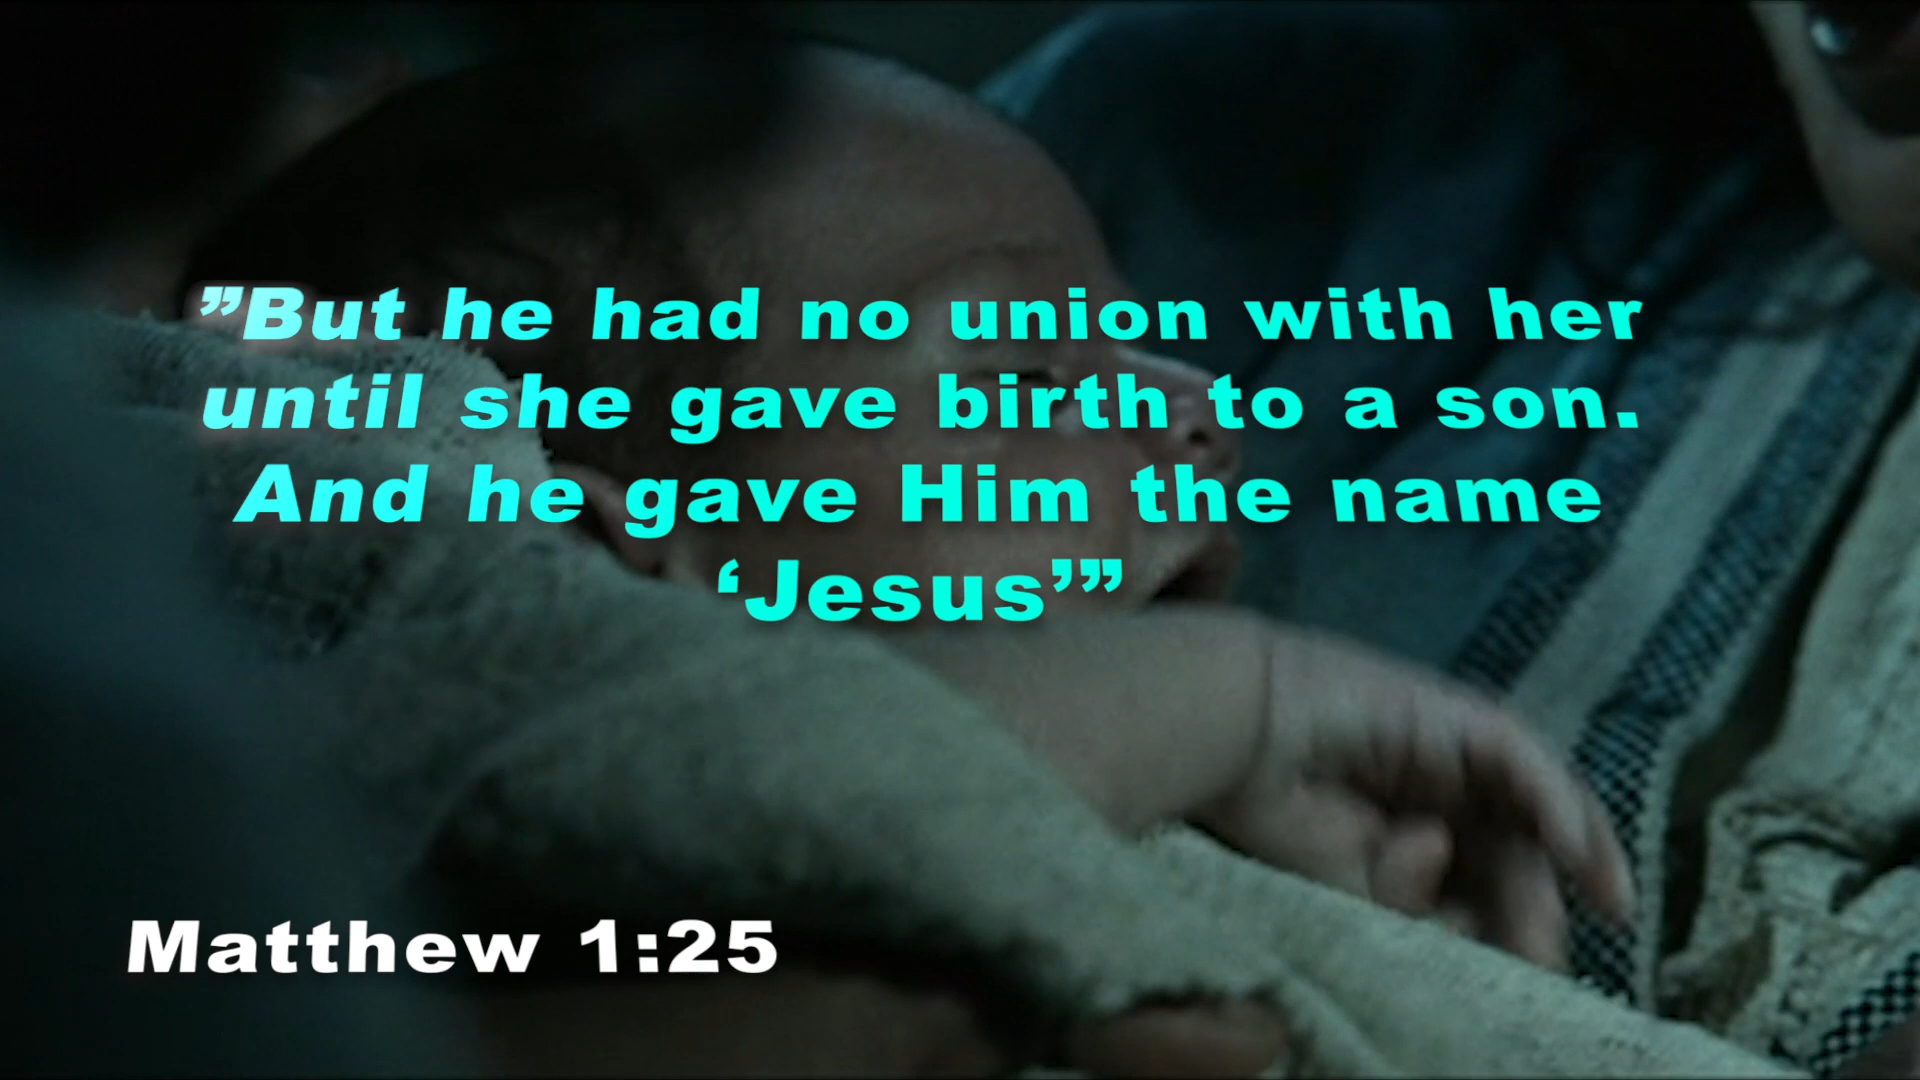 ”But he had no union with her
until she gave birth to a son.
And he gave Him the name
‘Jesus’”
Matthew 1:25